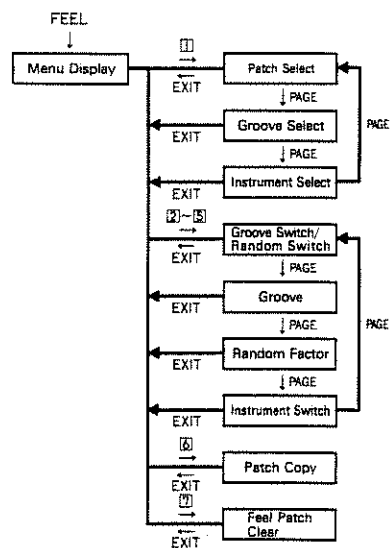 FEEL
Menu Display
1
EXIT
Patch Select
PAGE
EXIT
Groove Select
PAGE
PAGE
EXIT
Instrument Select
2~5
EXIT
Groove Switch/
Random Switch
PAGE
EXIT
Groove
PAGE
PAGE
EXIT
Random Factor
PAGE
EXIT
Instrument Switch
6
EXIT
Patch Copy
7
EXIT
Feel Patch
Clear